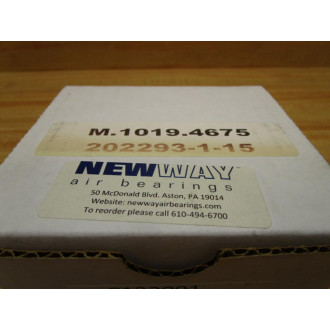 M.1019.4675
202293-1-15
NEWWAY
air bearings
50 McDonald Blvd. Aston, PA 19014
Website: newwayairbearings.com
To reorder please call 610-494-6700